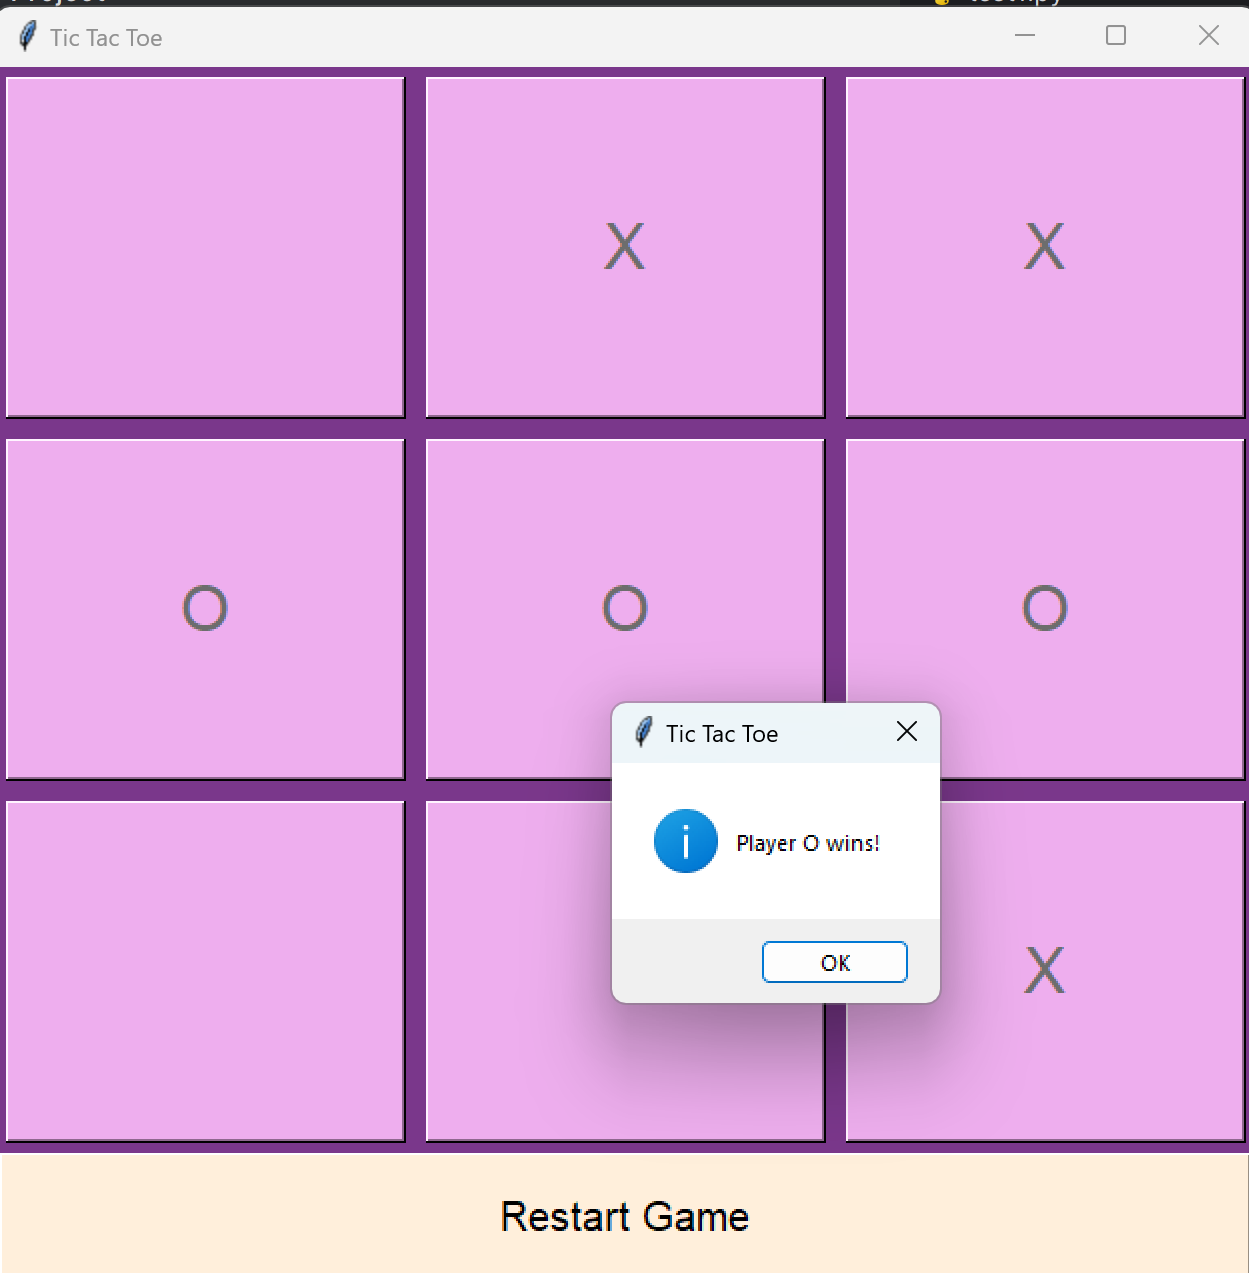 Tic Tac Toe
X X
O O O
Tic Tac Toe
Player O wins!
OK
X
Restart Game